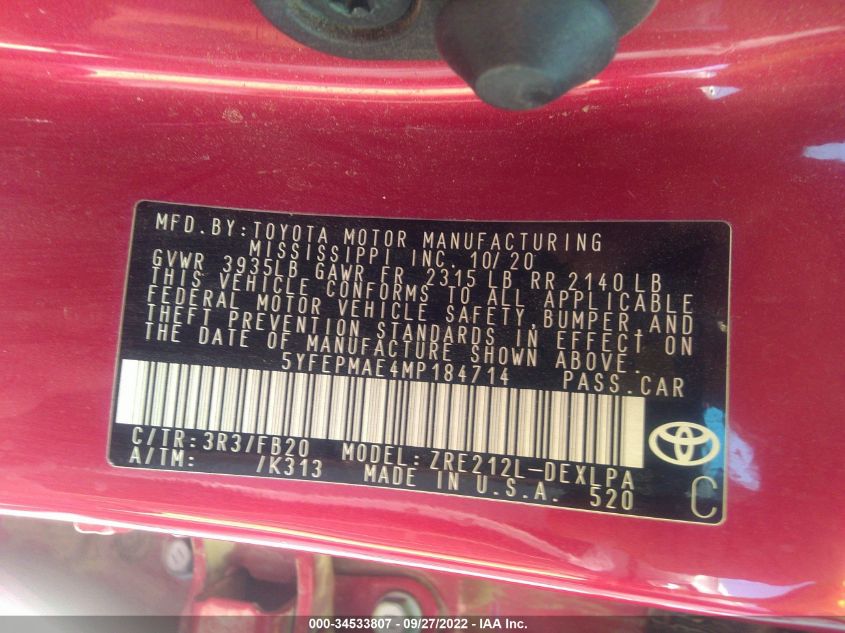 MFD.BY:TOYOTA MOTOR MANUFACTURING
MISSISSIPPI INC. 10/20
GVWR 3935LB GAWR FR 2315 LB RR 2140 LB
THIS VEHICLE CONFORMS TO ALL APPLICABLE
FEDERAL MOTOR VEHICLE SAFETY,BUMPER,AND
THEFT PREVENTION STANDARDS IN EFFECT ON
THE DATE OF MANUFACTURE SHOWN ABOVE.
5YFEPMAE4MP184714 PASS.CAR
C/TR:3R3/FB20 MODEL:ZRE212L-DEXLPA
A/TM: /K313 MADE IN U.S.A. 520
C
000-34533807 - 09/27/2022 - IAA Inc.